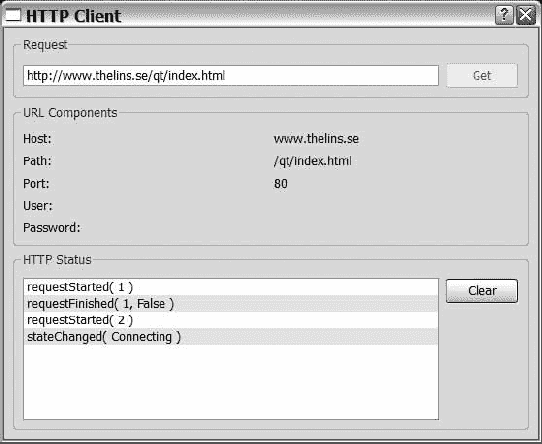 HTTP Client
?
Request
http://www.thelins.se/qt/index.html
Get
URL Components
Host: www.thelins.se
Path: /qt/index.html
Port: 80
User:
Password:
HTTP Status
requestStarted( 1 )
requestFinished( 1, False )
requestStarted( 2 )
stateChanged( Connecting )
Clear